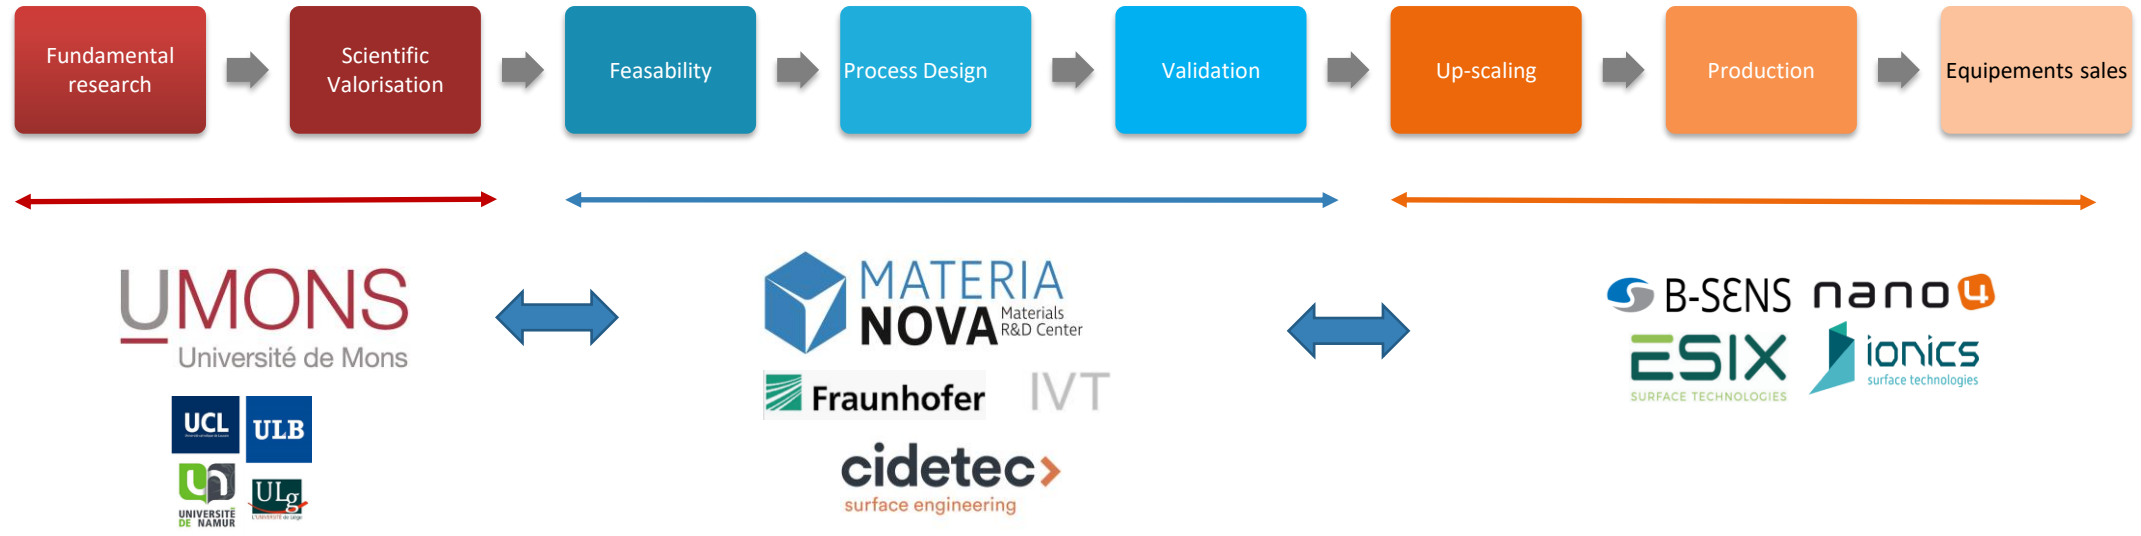 Fundamental
research
Scientific
Valorisation
Feasability
Process Design
Validation
Up-scaling
Production
Equipements sales
UMONS
Université de Mons
UCL
ULB
UNIVERSITÉ
DE NAMUR
ULg
MATERIA
NOVA
Materials
R&D Center
Fraunhofer
IVT
cidetec
surface engineering
B-SENS
nano4
ESIX
SURFACE TECHNOLOGIES
ionics
surface technologies